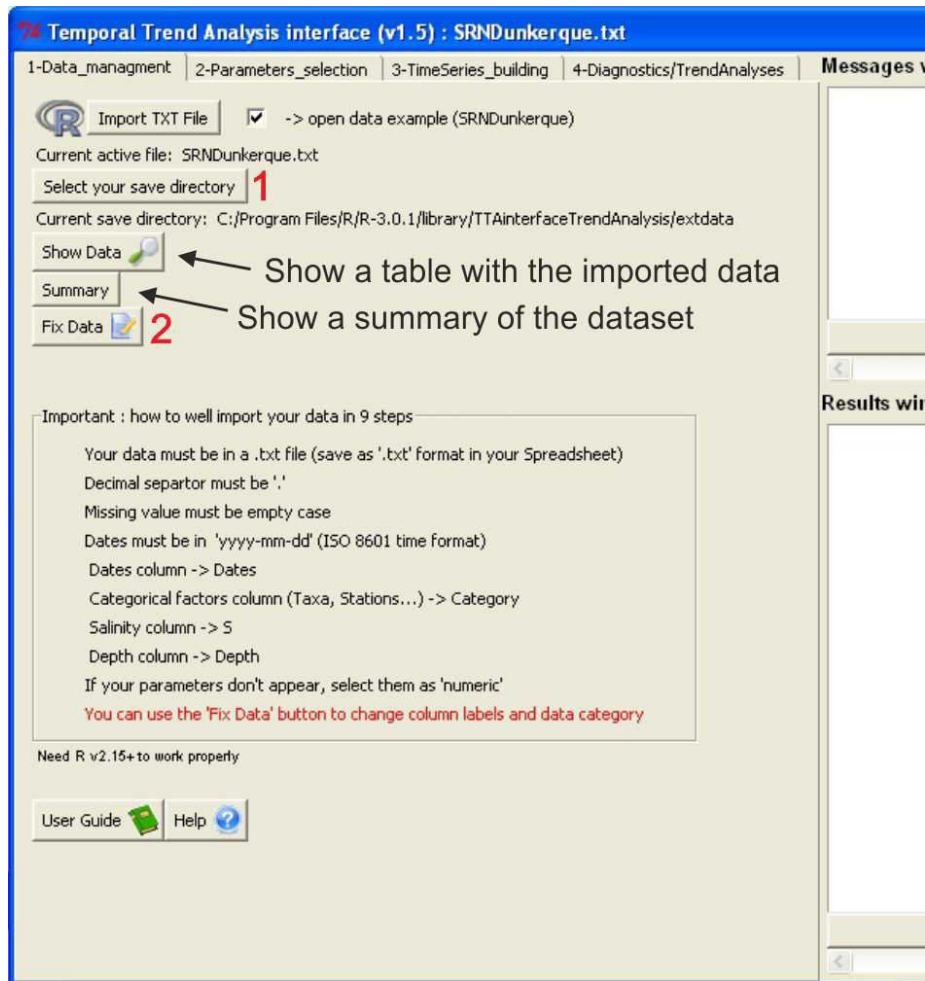 Temporal Trend Analysis interface (v1.5) : SRNDunkerque.txt
1-Data_managment 2-Parameters_selection 3-TimeSeries_building 4-Diagnostics/TrendAnalyses
Messages
Import TXT File -> open data example (SRNDunkerque)
Current active file: SRNDunkerque.txt
Select your save directory 1
Current save directory: C:/Program Files/R/R-3.0.1/library/TTAinterfaceTrendAnalysis/extdata
Show Data
Show a table with the imported data
Summary
Show a summary of the dataset
Fix Data 2
Results
Important : how to well import your data in 9 steps
Your data must be in a .txt file (save as '.txt' format in your Spreadsheet)
Decimal separtor must be '.'
Missing value must be empty case
Dates must be in 'yyyy-mm-dd' (ISO 8601 time format)
Dates column -> Dates
Categorical factors column (Taxa, Stations...) -> Category
Salinity column -> S
Depth column -> Depth
If your parameters don't appear, select them as 'numeric'
You can use the 'Fix Data' button to change column labels and data category
Need R v2.15+ to work properly
User Guide Help